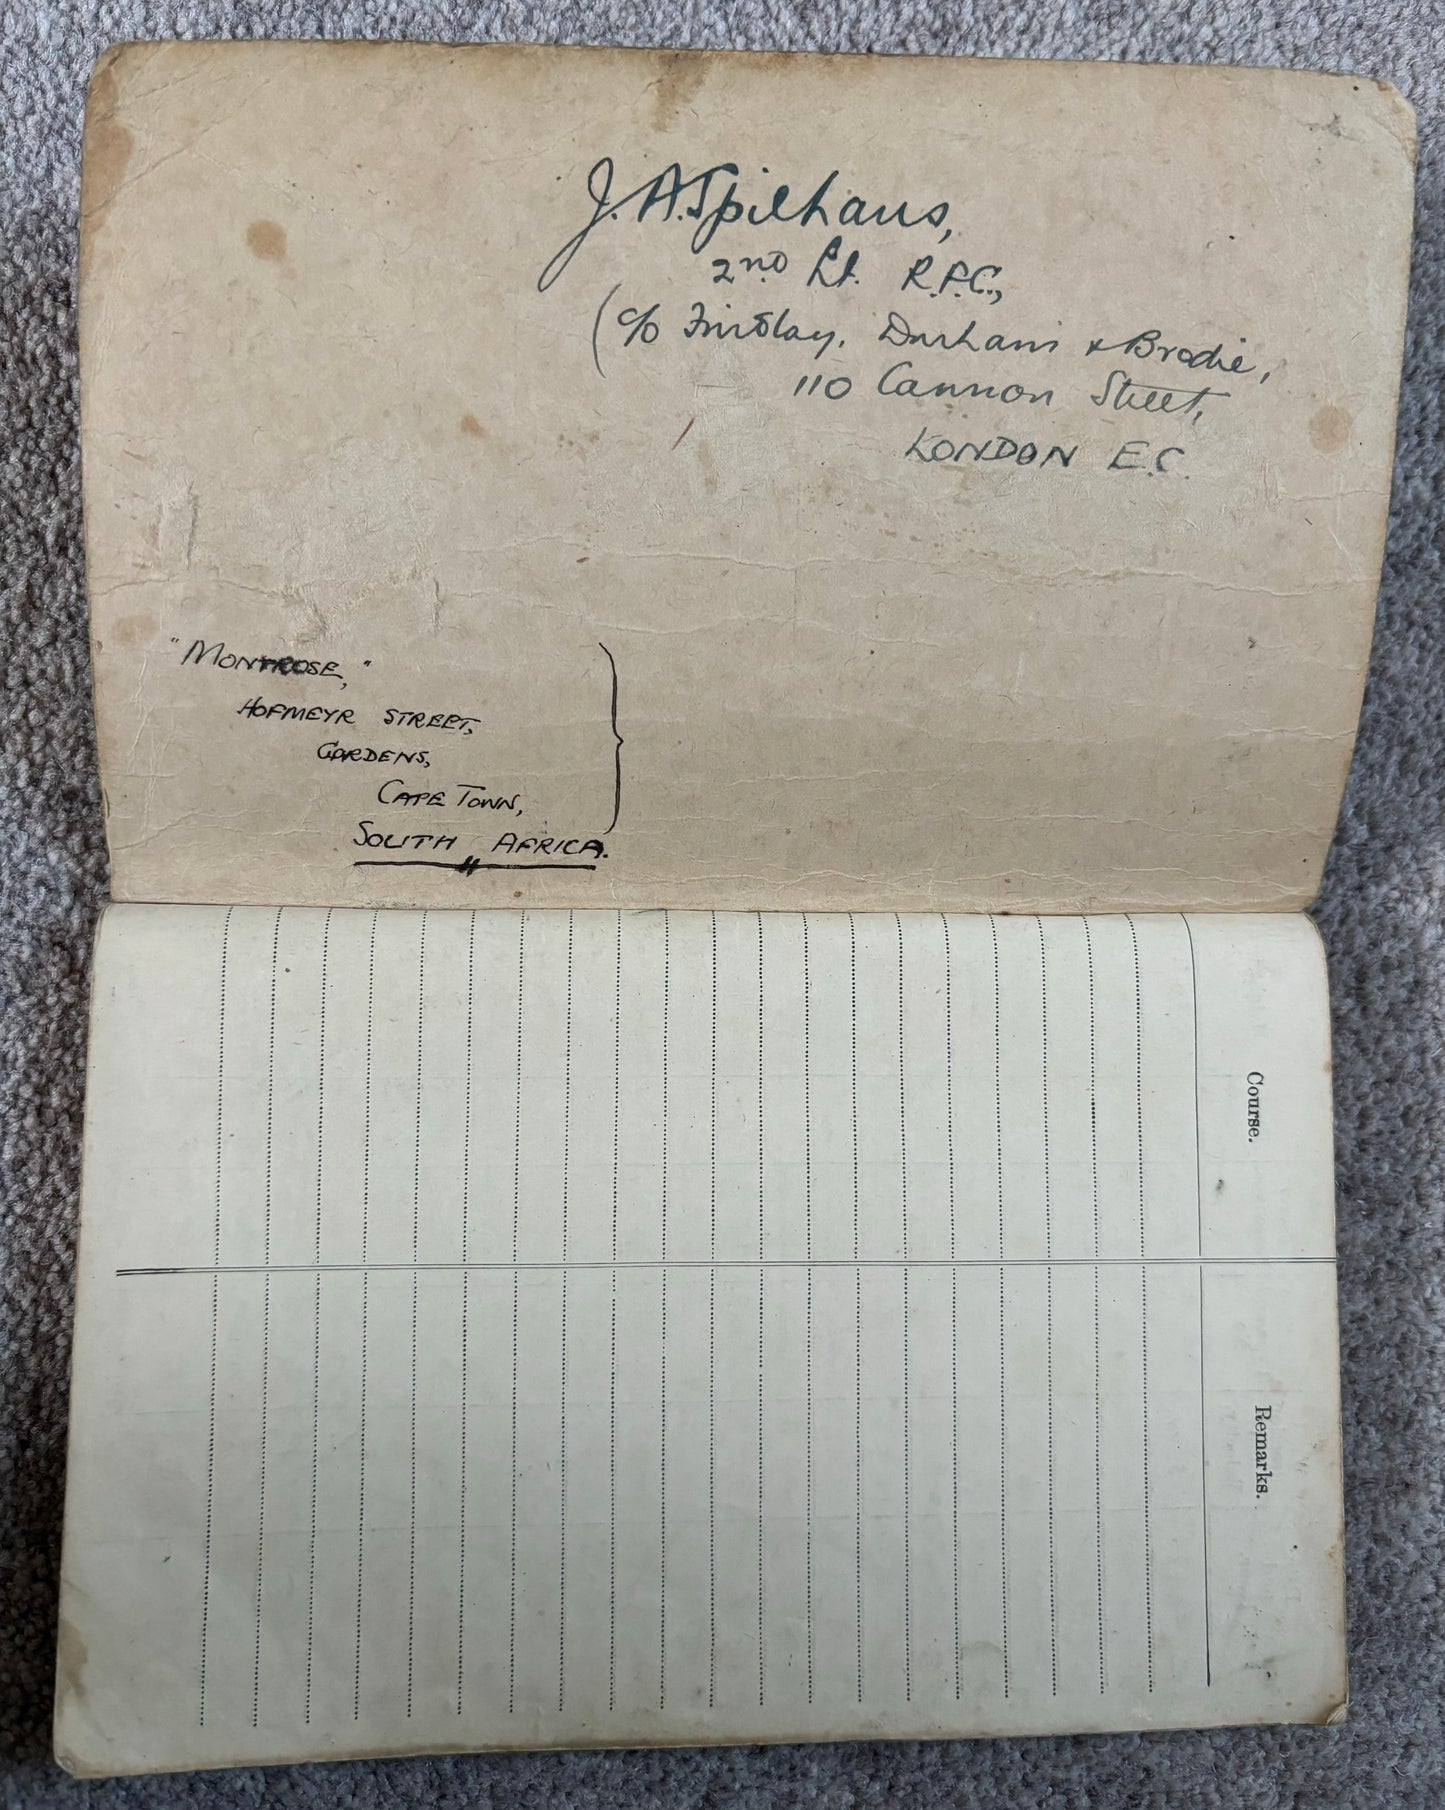 J. A. Spilhaus,
2nd Lt. R.F.C.,
(c/o Findlay, Durham & Brodie,
110 Cannon Street,
LONDON E.C.
"MONTROSE,"
HOFMEYR STREET,
GARDENS,
CAPE TOWN,
SOUTH AFRICA.
Course.
Remarks.